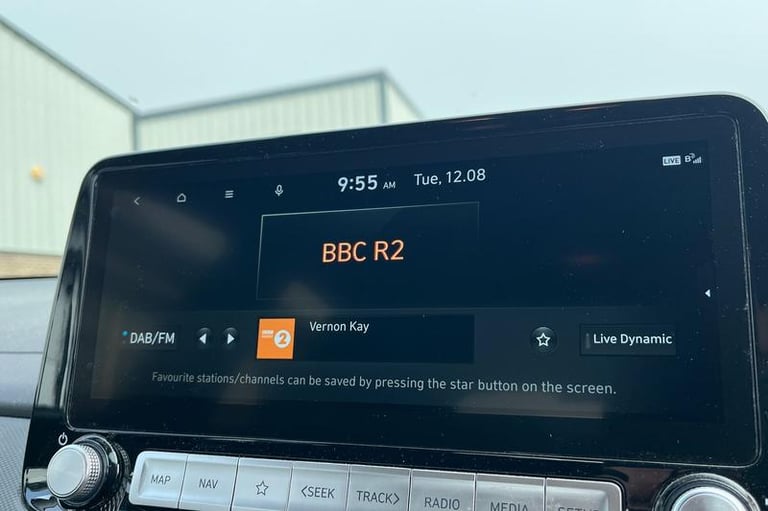 9:55 AM Tue, 12.08 LIVE
BBC R2
DAB/FM
2
Vernon Kay
Live Dynamic
Favourite stations/channels can be saved by pressing the star button on the screen.
MAP
NAV
<SEEK
TRACK>
RADIO
MEDIA